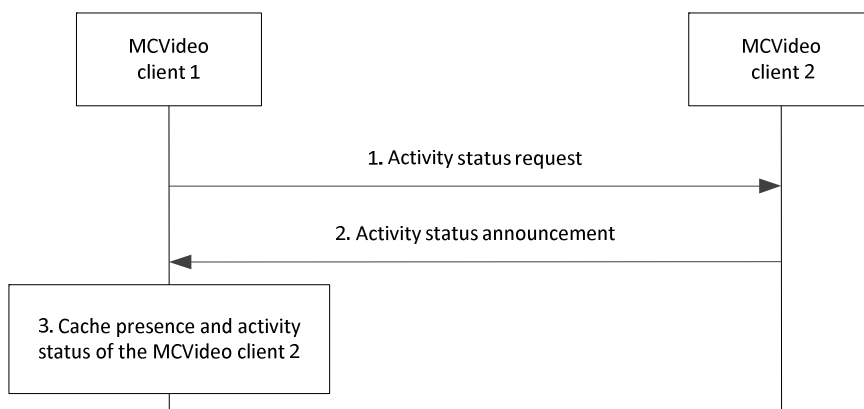 MCVideo
client 1
MCVideo
client 2
1. Activity status request
2. Activity status announcement
3. Cache presence and activity
status of the MCVideo client 2